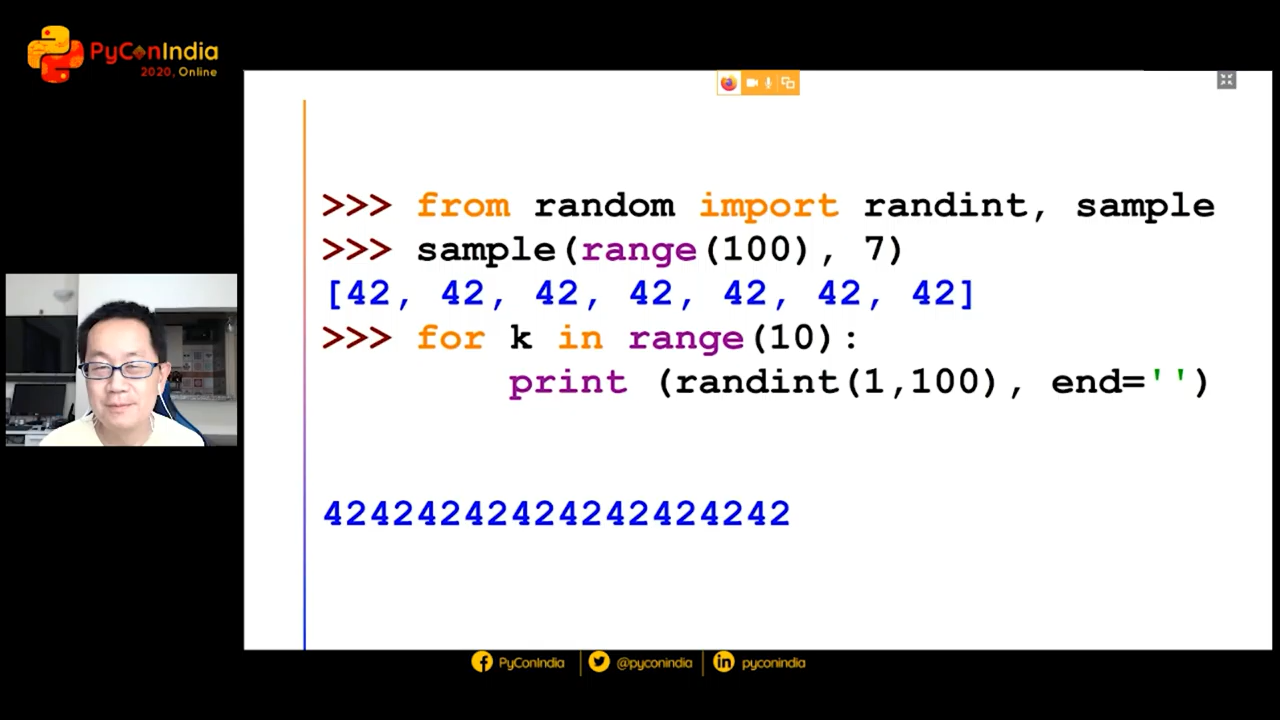 PyConIndia
2020, Online
>>> from random import randint, sample
>>> sample(range(100), 7)
[42, 42, 42, 42, 42, 42, 42]
>>> for k in range(10):
        print (randint(1,100), end='')
42424242424242424242
PyConIndia
@pyconindia
pyconindia